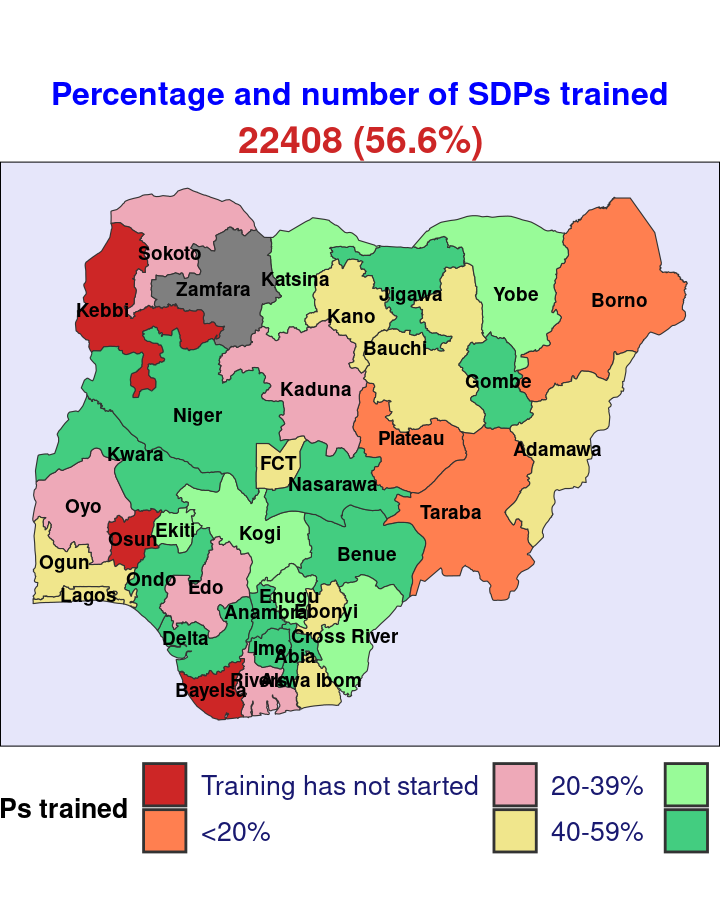 Percentage and number of SDPs trained
22408 (56.6%)
Sokoto
Zamfara
Katsina
Kebbi
Kano
Jigawa
Yobe
Borno
Bauchi
Kaduna
Gombe
Niger
Plateau
Adamawa
Kwara
FCT
Nasarawa
Oyo
Taraba
Osun
Ekiti
Kogi
Benue
Ogun
Lagos
Ondo
Edo
Enugu
Anambra
Ebonyi
Delta
Cross River
Imo
Abia
Bayelsa
Rivers
Akwa Ibom
Ps trained
Training has not started
20-39%
<20%
40-59%